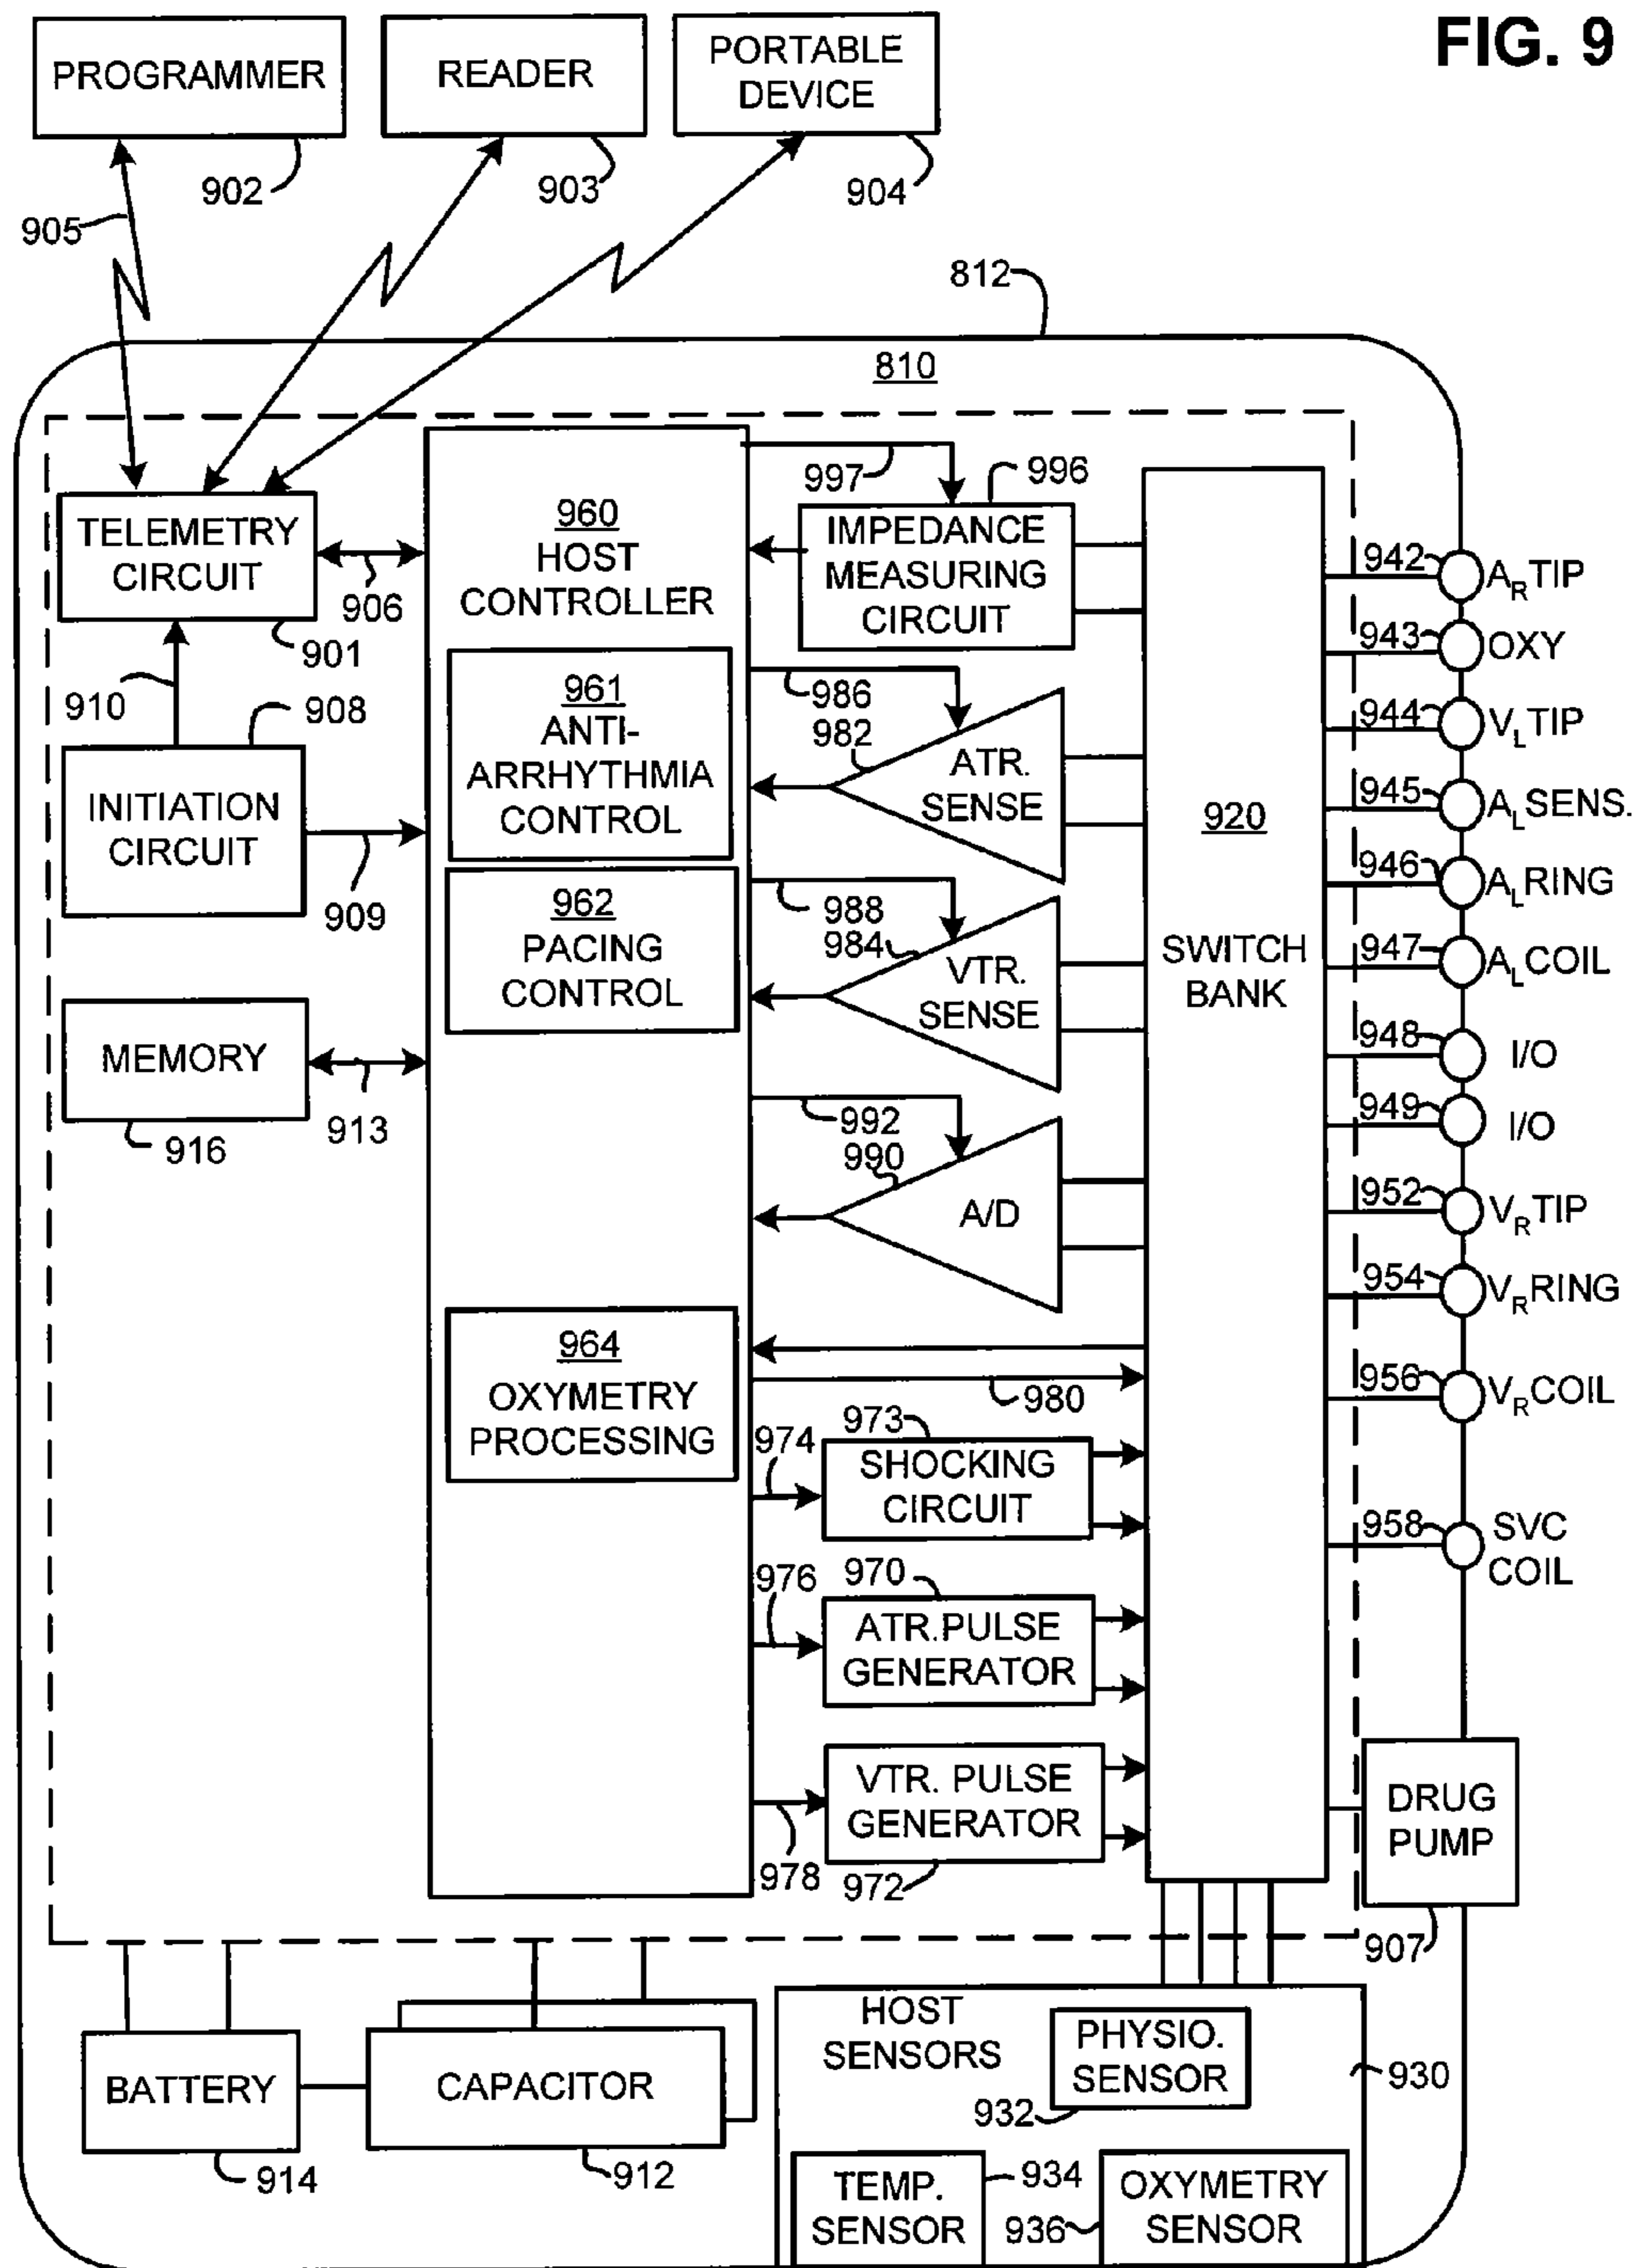 FIG. 9
PROGRAMMER
READER
PORTABLE
DEVICE
902
903
904
905
812
810
997
996
TELEMETRY
CIRCUIT
906
901
910
908
960
HOST
CONTROLLER
IMPEDANCE
MEASURING
CIRCUIT
942
ARTIP
943
OXY
944
VLTIP
945
ALSENS.
946
ALRING
947
ALCOIL
948
I/O
949
I/O
952
VRTIP
954
VRRING
956
VRCOIL
958
SVC
COIL
961
ANTI-
ARRHYTHMIA
CONTROL
986
982
ATR.
SENSE
920
SWITCH
BANK
INITIATION
CIRCUIT
909
962
PACING
CONTROL
988
984
VTR.
SENSE
MEMORY
913
916
992
990
A/D
964
OXYMETRY
PROCESSING
980
973
974
SHOCKING
CIRCUIT
976
970
ATR.PULSE
GENERATOR
VTR. PULSE
GENERATOR
978
972
DRUG
PUMP
907
HOST
SENSORS
PHYSIO.
SENSOR
930
932
BATTERY
CAPACITOR
914
912
TEMP.
SENSOR
934
936
OXYMETRY
SENSOR